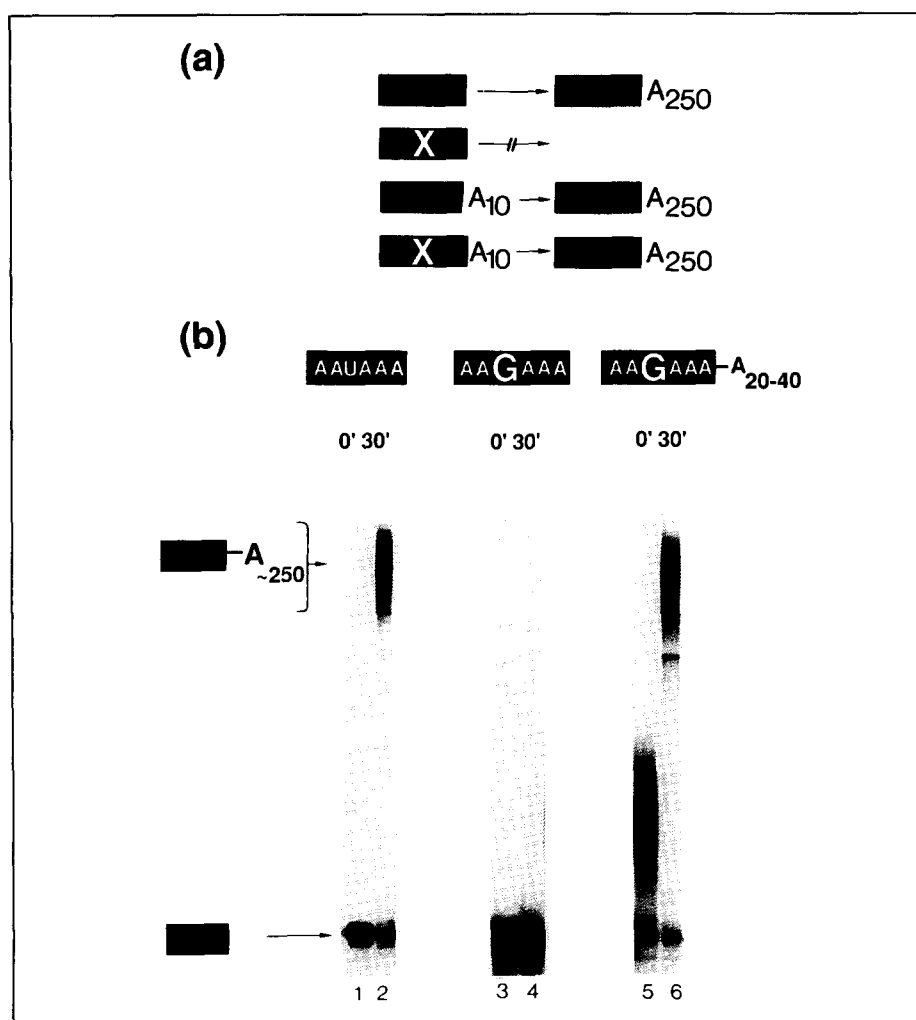 (a)
A250
X
A10 A250
X A10 A250
(b)
AAUAAA AAGAAA AAGAAA-A20-40
0' 30' 0' 30' 0' 30'
-A~250
1 2 3 4 5 6